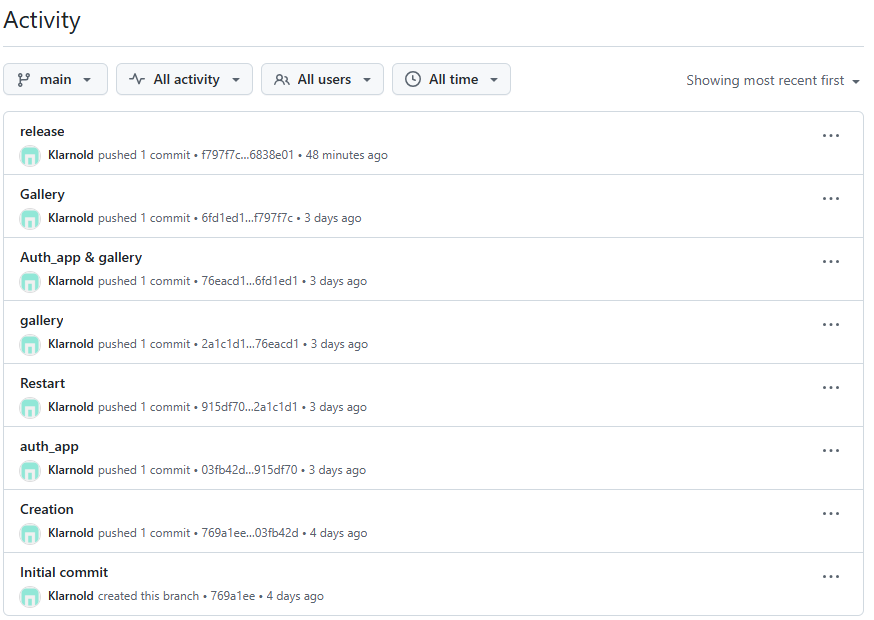 Activity
main All activity All users All time Showing most recent first
release
Klarnold pushed 1 commit • f797f7c...6838e01 • 48 minutes ago
Gallery
Klarnold pushed 1 commit • 6fd1ed1...f797f7c • 3 days ago
Auth_app & gallery
Klarnold pushed 1 commit • 76eacd1...6fd1ed1 • 3 days ago
gallery
Klarnold pushed 1 commit • 2a1c1d1...76eacd1 • 3 days ago
Restart
Klarnold pushed 1 commit • 915df70...2a1c1d1 • 3 days ago
auth_app
Klarnold pushed 1 commit • 03fb42d...915df70 • 3 days ago
Creation
Klarnold pushed 1 commit • 769a1ee...03fb42d • 4 days ago
Initial commit
Klarnold created this branch • 769a1ee • 4 days ago